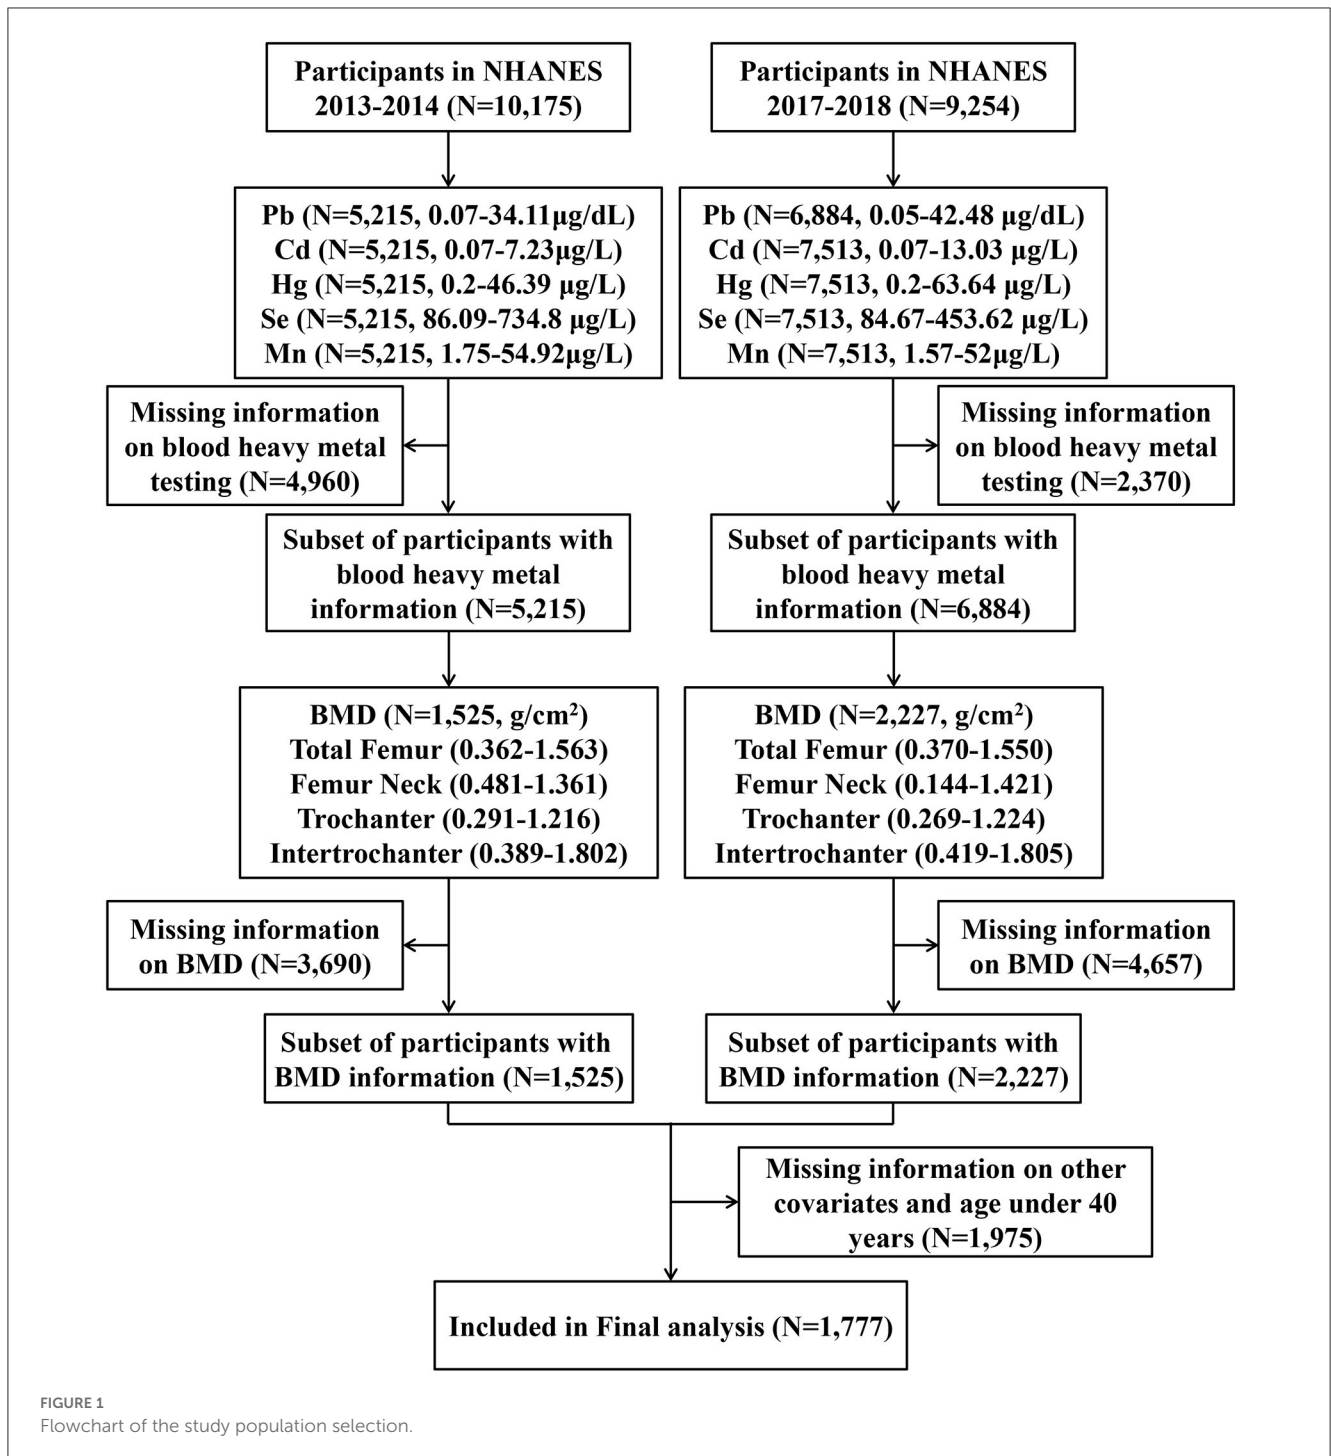 Participants in NHANES
2013-2014 (N=10,175)
Participants in NHANES
2017-2018 (N=9,254)
Pb (N=5,215, 0.07-34.11μg/dL)
Cd (N=5,215, 0.07-7.23μg/L)
Hg (N=5,215, 0.2-46.39 μg/L)
Se (N=5,215, 86.09-734.8 μg/L)
Mn (N=5,215, 1.75-54.92μg/L)
Pb (N=6,884, 0.05-42.48 μg/dL)
Cd (N=7,513, 0.07-13.03 μg/L)
Hg (N=7,513, 0.2-63.64 μg/L)
Se (N=7,513, 84.67-453.62 μg/L)
Mn (N=7,513, 1.57-52μg/L)
Missing information
on blood heavy metal
testing (N=4,960)
Missing information
on blood heavy metal
testing (N=2,370)
Subset of participants with
blood heavy metal
information (N=5,215)
Subset of participants with
blood heavy metal
information (N=6,884)
BMD (N=1,525, g/cm²)
Total Femur (0.362-1.563)
Femur Neck (0.481-1.361)
Trochanter (0.291-1.216)
Intertrochanter (0.389-1.802)
BMD (N=2,227, g/cm²)
Total Femur (0.370-1.550)
Femur Neck (0.144-1.421)
Trochanter (0.269-1.224)
Intertrochanter (0.419-1.805)
Missing information
on BMD (N=3,690)
Missing information
on BMD (N=4,657)
Subset of participants with
BMD information (N=1,525)
Subset of participants with
BMD information (N=2,227)
Missing information on other
covariates and age under 40
years (N=1,975)
Included in Final analysis (N=1,777)
FIGURE 1
Flowchart of the study population selection.